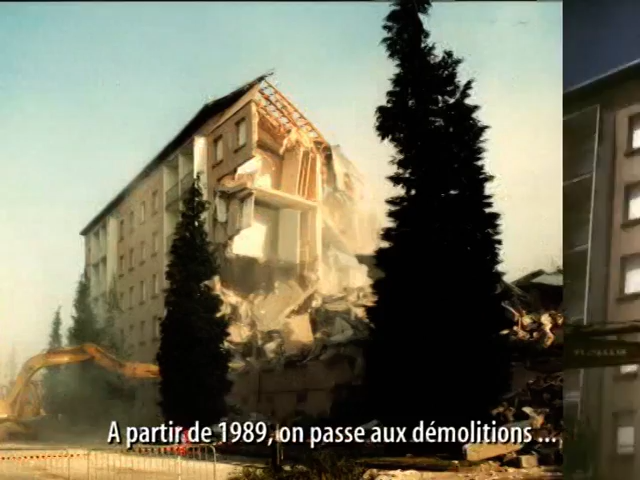 A partir de 1989, on passe aux démolitions ...